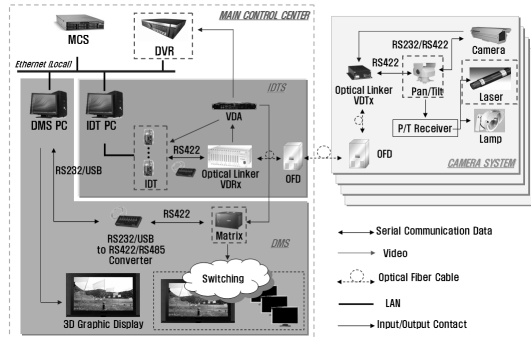 MAIN CONTROL CENTER
MCS
DVR
Ethernet (Local)
DMS PC
IDT PC
IDTS
VDA
RS422
IDT
Optical Linker
VDRx
OFD
RS232/USB
RS422
RS232/USB
to RS422/RS485
Converter
Matrix
DMS
Switching
3D Graphic Display
RS232/RS422
Camera
RS422
Optical Linker
VDTx
Pan/Tilt
Laser
P/T Receiver
Lamp
OFD
CAMERA SYSTEM
Serial Communication Data
Video
Optical Fiber Cable
LAN
Input/Output Contact